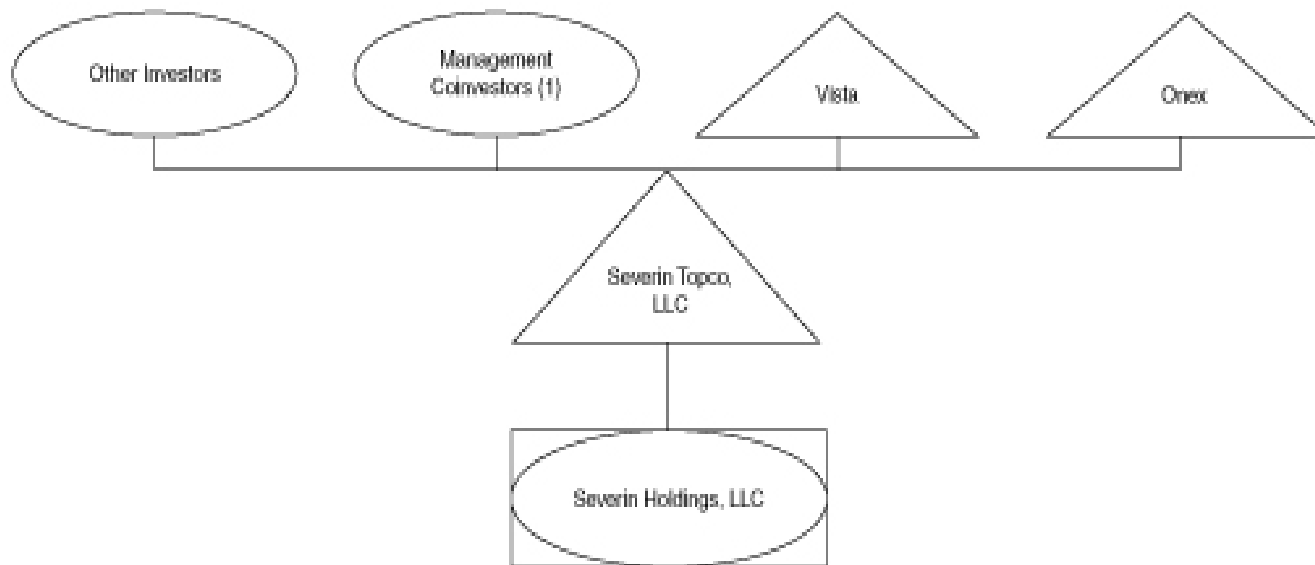 Other Investors
Management
Coinvestors (1)
Vista
Onex
Severin Topco,
LLC
Severin Holdings, LLC